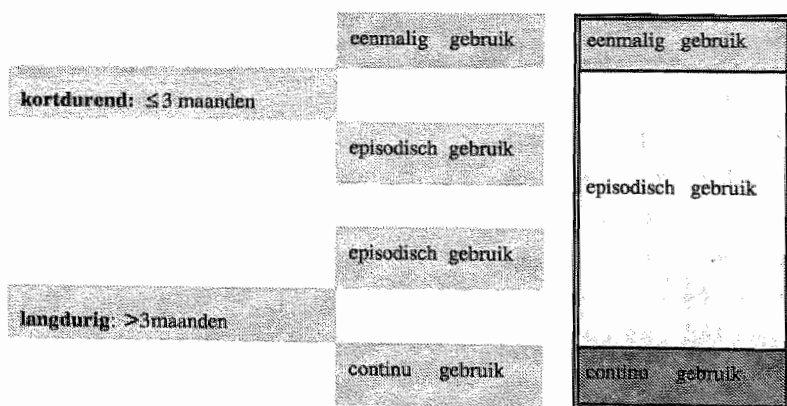 eenmalig gebruik
eenmalig gebruik
kortdurend: ≤3 maanden
episodisch gebruik
episodisch gebruik
episodisch gebruik
langdurig: >3maanden
continu gebruik
continu gebruik